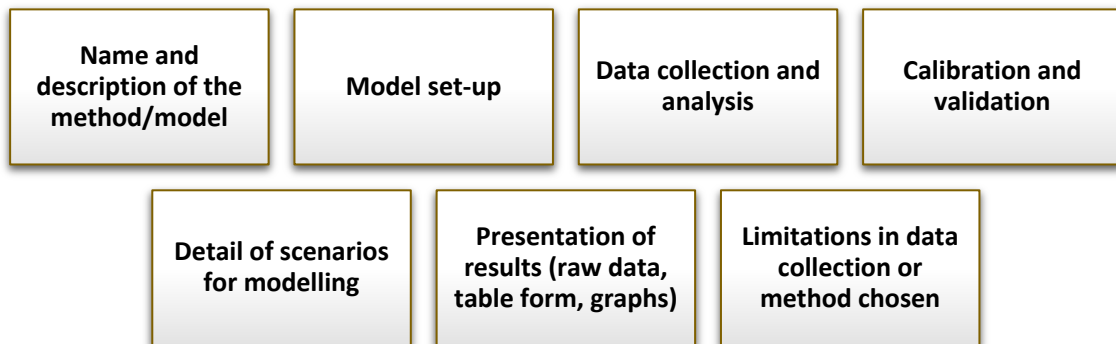 Name and
description of the
method/model
Model set-up
Data collection and
analysis
Calibration and
validation
Detail of scenarios
for modelling
Presentation of
results (raw data,
table form, graphs)
Limitations in data
collection or
method chosen